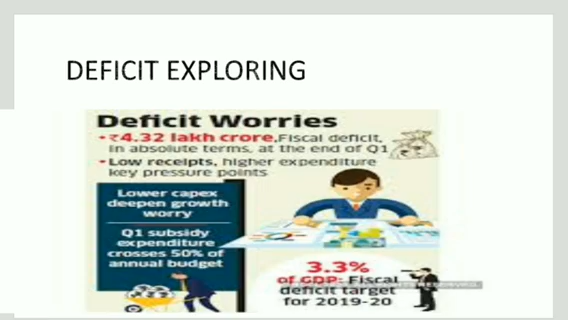 DEFICIT EXPLORING
Deficit Worries
• ₹4.32 lakh crore, Fiscal deficit,
in absolute terms, at the end of Q1
• Low receipts, higher expenditure
key pressure points
Lower capex
deepen growth
worry
Q1 subsidy
expenditure
crosses 50% of
annual budget
3.3%
of GDP: Fiscal
deficit target
for 2019-20